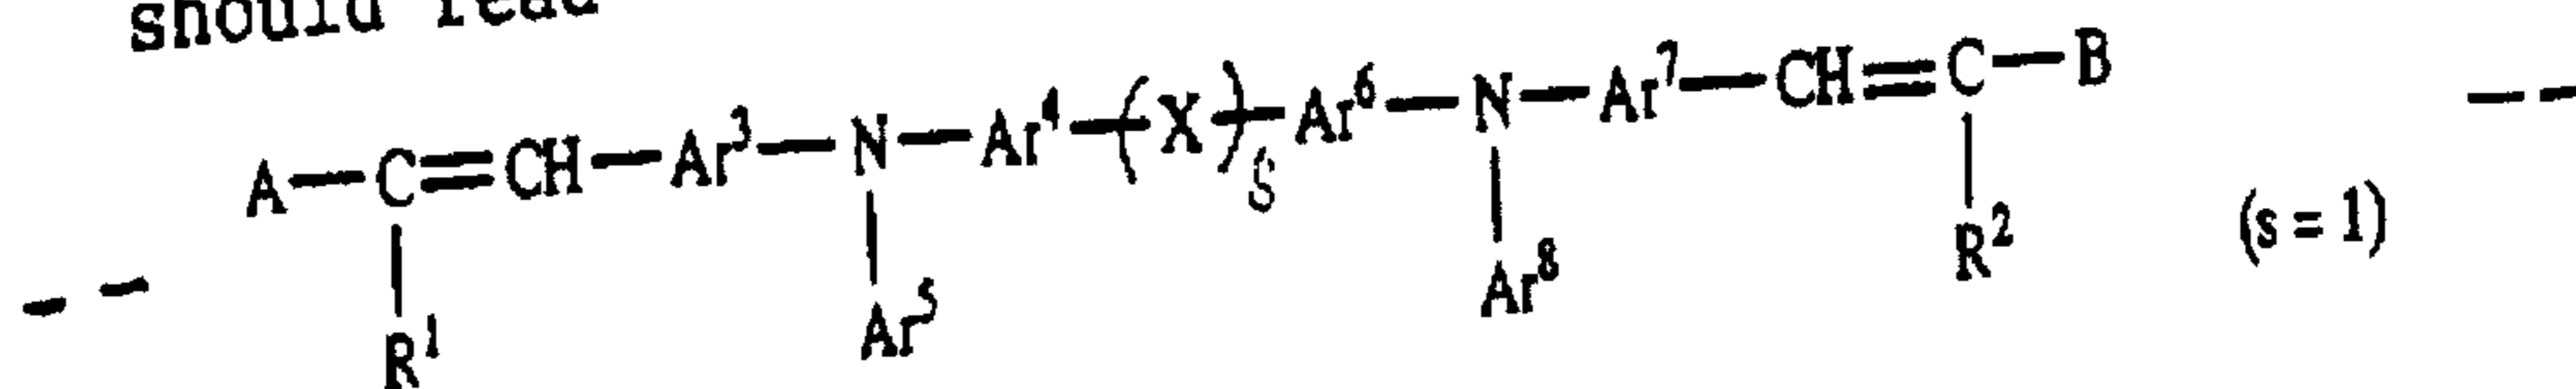 should read
-- A—C=CH—Ar³—N—Ar⁴—(X)ₛ—Ar⁶—N—Ar⁷—CH=C—B --
R¹ Ar⁵ Ar⁸ R² (s = 1)